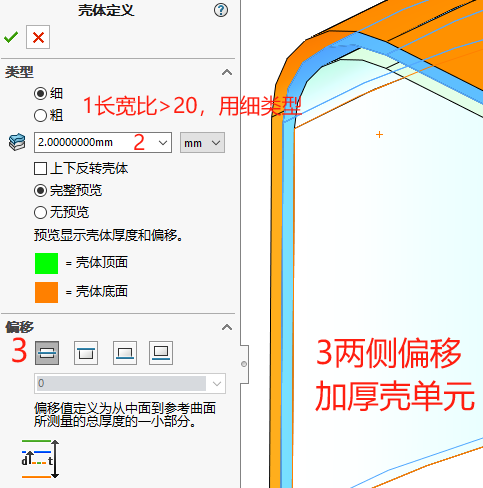 壳体定义
类型
细
粗
1长宽比>20，用细类型
2.00000000mm
2
mm
上下反转壳体
完整预览
无预览
预览显示壳体厚度和偏移。
= 壳体顶面
= 壳体底面
偏移
3
0
偏移值定义为从中面到参考曲面
所测量的总厚度的一小部分。
d
t
3两侧偏移
加厚壳单元